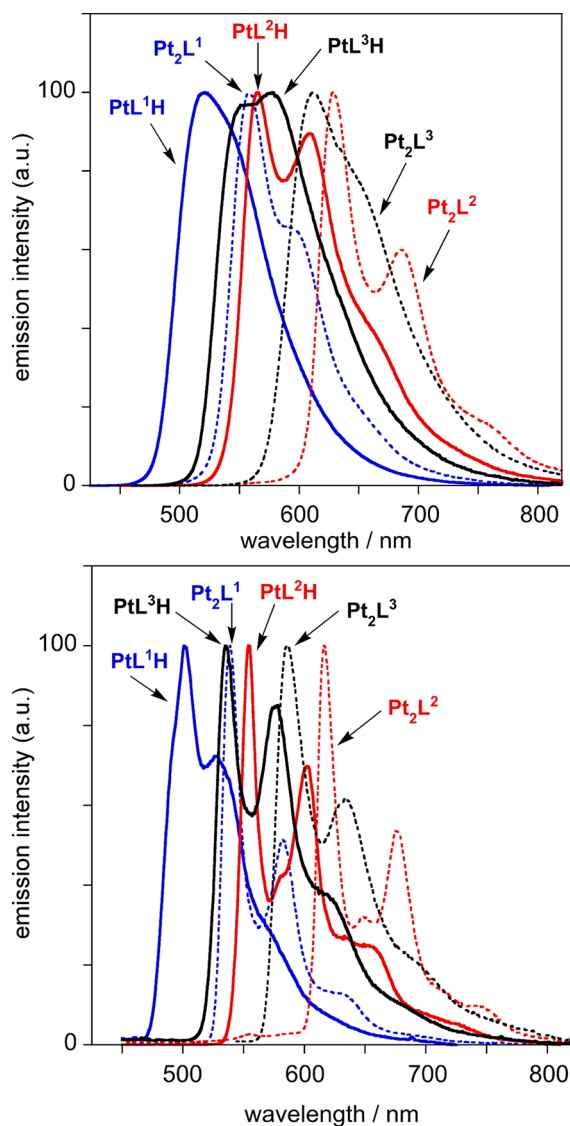 PtL²H
Pt₂L¹
PtL³H
100
PtL¹H
Pt₂L³
Pt₂L²
emission intensity (a.u.)
0
500 600 700 800
wavelength / nm
Pt₂L¹
PtL³H
PtL²H
Pt₂L³
100
PtL¹H
Pt₂L²
emission intensity (a.u.)
0
500 600 700 800
wavelength / nm